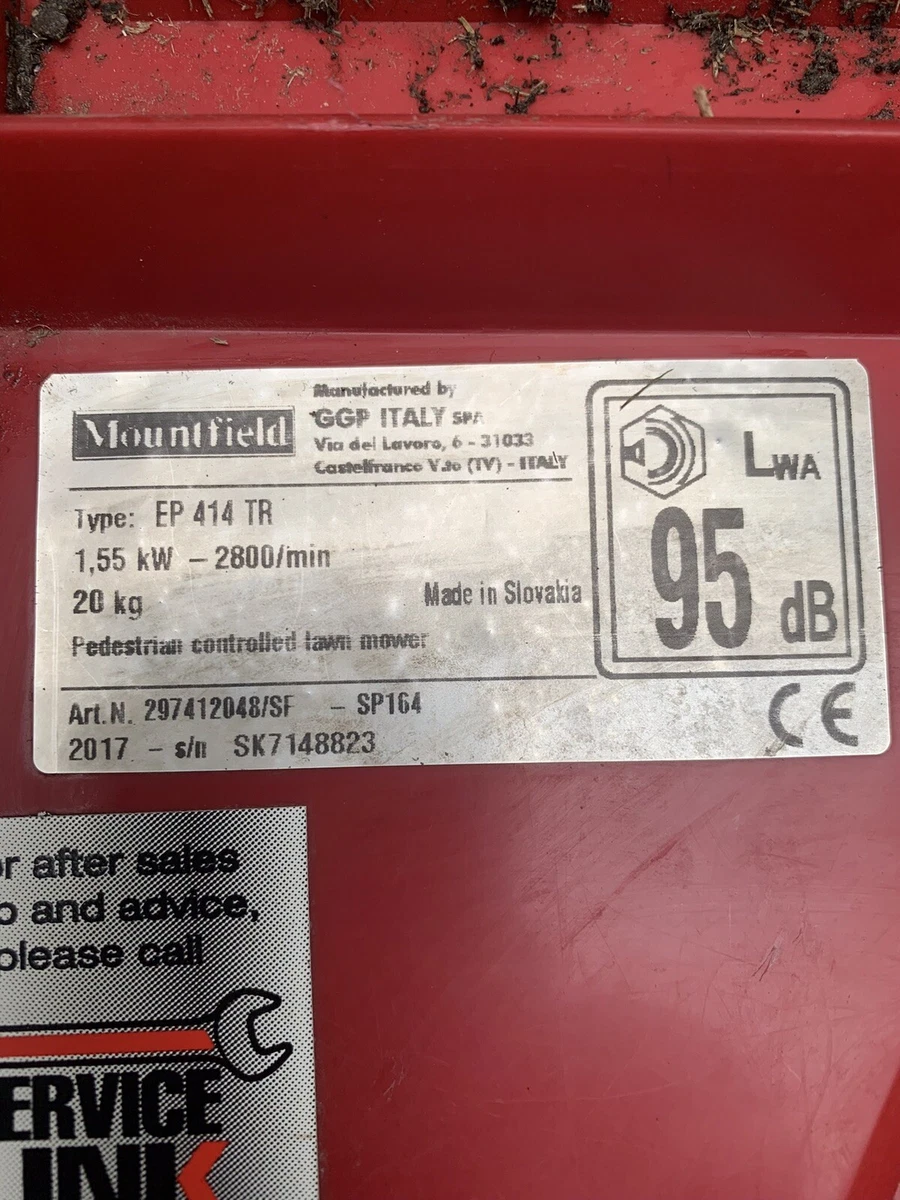 Mountfield
Manufactured by
GGP ITALY SPA
Via del Lavoro, 6 - 31033
Castelfranco V.to (TV) - ITALY
Type: EP 414 TR
1,55 kW - 2800/min
20 kg
Made in Slovakia
Pedestrian controlled lawn mower
LWA
95 dB
Art.N. 297412048/SF - SP164
2017 - s/n SK7148823
CE
r after sales
p and advice,
please call
ERVICE
INK